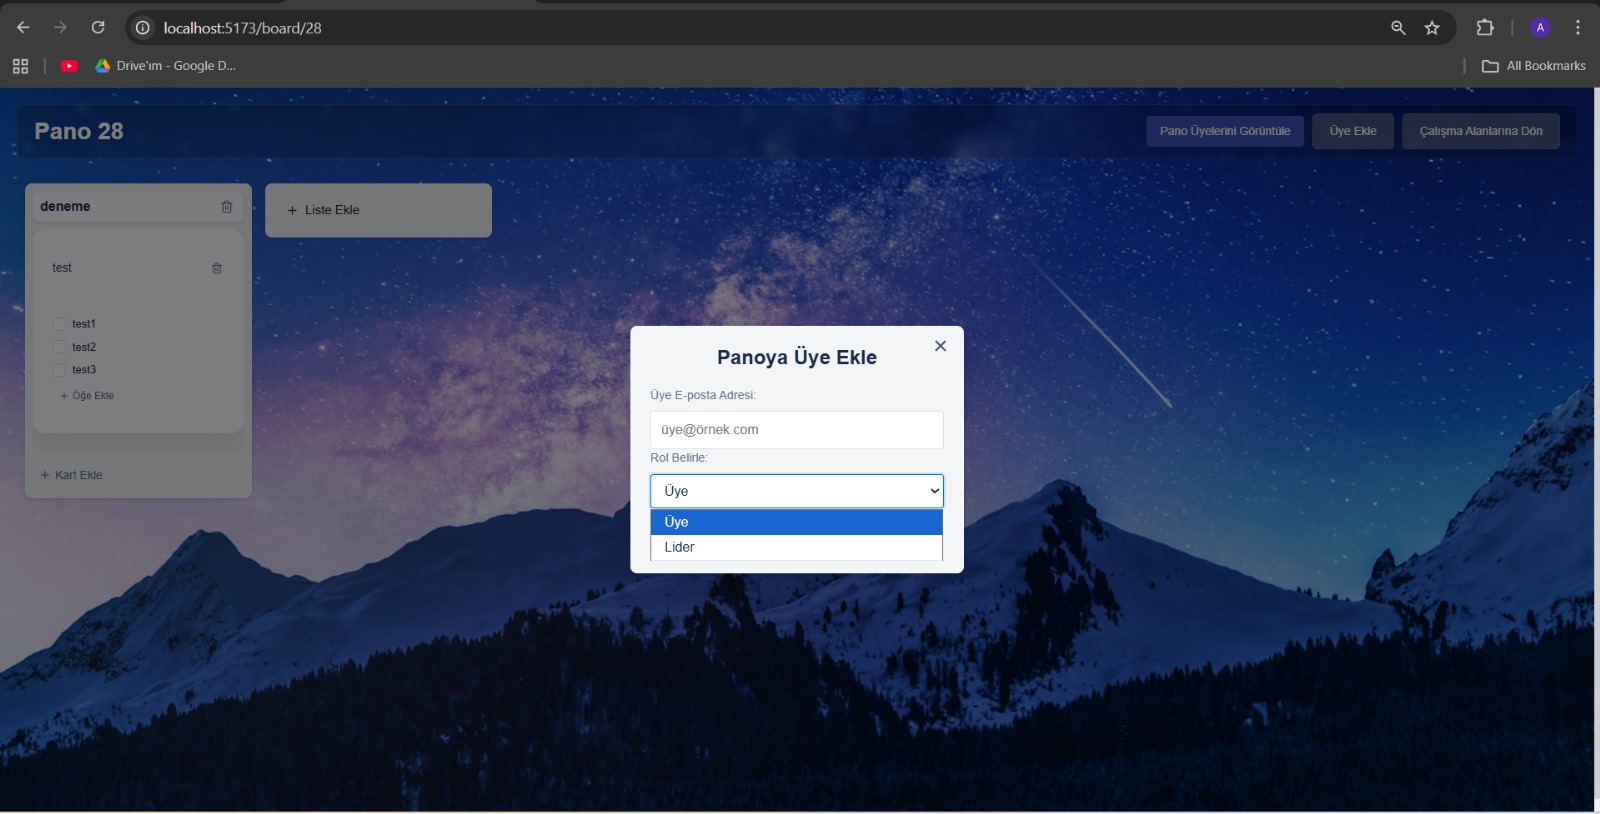 localhost:5173/board/28
A
Drive'ım - Google D...
All Bookmarks
Pano 28
Pano Üyelerini Görüntüle
Üye Ekle
Çalışma Alanlarına Dön
deneme
+ Liste Ekle
test
test1
test2
test3
+ Öğe Ekle
+ Kart Ekle
Panoya Üye Ekle
Üye E-posta Adresi:
üye@örnek.com
Rol Belirle:
Üye
Üye
Lider